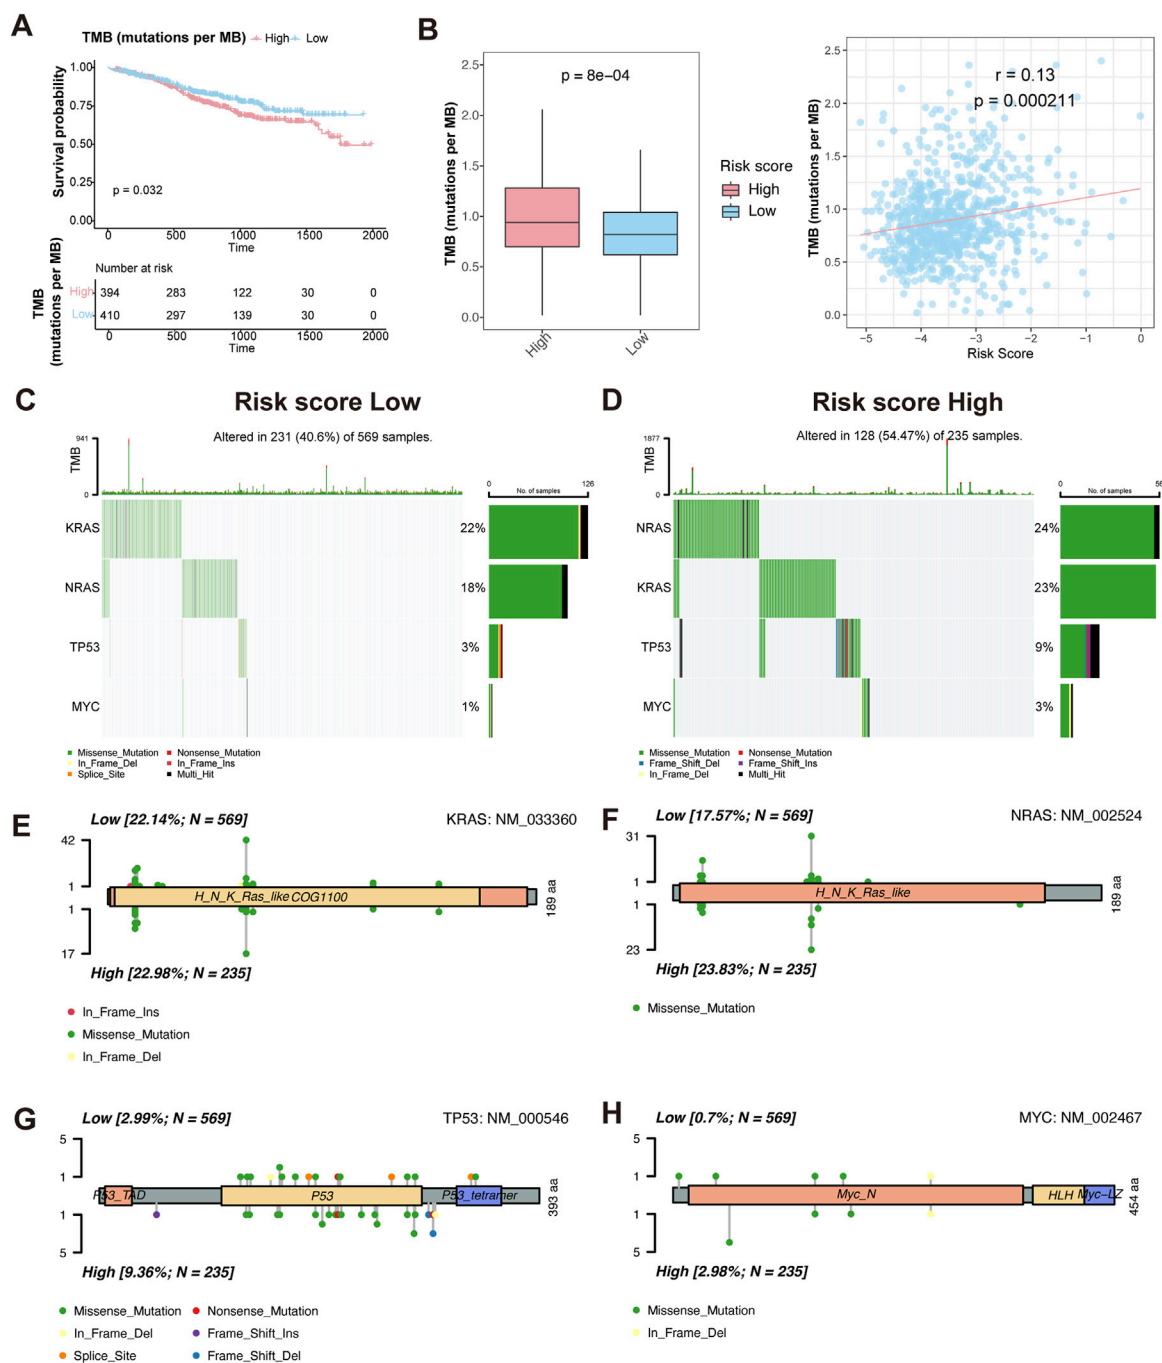 A
TMB (mutations per MB) High Low
Survival probability
1.00
0.75
0.50
0.25
0.00
p = 0.032
0 500 1000 1500 2000
Time
Number at risk
TMB
(mutations per MB)
High 394 283 122 30 0
Low 410 297 139 30 0
0 500 1000 1500 2000
Time
B
TMB (mutations per MB)
2.5
2.0
1.5
1.0
0.5
0.0
p = 8e−04
High Low
Risk score
High
Low
TMB (mutations per MB)
2.5
2.0
1.5
1.0
0.5
0.0
r = 0.13
p = 0.000211
−5 −4 −3 −2 −1 0
Risk Score
C
Risk score Low
Altered in 231 (40.6%) of 569 samples.
TMB
941
0
0 126
No. of samples
KRAS 22%
NRAS 18%
TP53 3%
MYC 1%
Missense_Mutation Nonsense_Mutation
In_Frame_Del In_Frame_Ins
Splice_Site Multi_Hit
D
Risk score High
Altered in 128 (54.47%) of 235 samples.
TMB
1877
0
0 56
No. of samples
NRAS 24%
KRAS 23%
TP53 9%
MYC 3%
Missense_Mutation Nonsense_Mutation
Frame_Shift_Del Frame_Shift_Ins
In_Frame_Del Multi_Hit
E
Low [22.14%; N = 569] KRAS: NM_033360
42
1
H_N_K_Ras_like COG1100
189 aa
1
17
High [22.98%; N = 235]
In_Frame_Ins
Missense_Mutation
In_Frame_Del
F
Low [17.57%; N = 569] NRAS: NM_002524
31
1
H_N_K_Ras_like
189 aa
1
23
High [23.83%; N = 235]
Missense_Mutation
G
Low [2.99%; N = 569] TP53: NM_000546
5
1
P53_TAD P53 P53_tetramer
393 aa
1
5
High [9.36%; N = 235]
Missense_Mutation Nonsense_Mutation
In_Frame_Del Frame_Shift_Ins
Splice_Site Frame_Shift_Del
H
Low [0.7%; N = 569] MYC: NM_002467
5
1
Myc_N HLH Myc−LZ
454 aa
1
5
High [2.98%; N = 235]
Missense_Mutation
In_Frame_Del